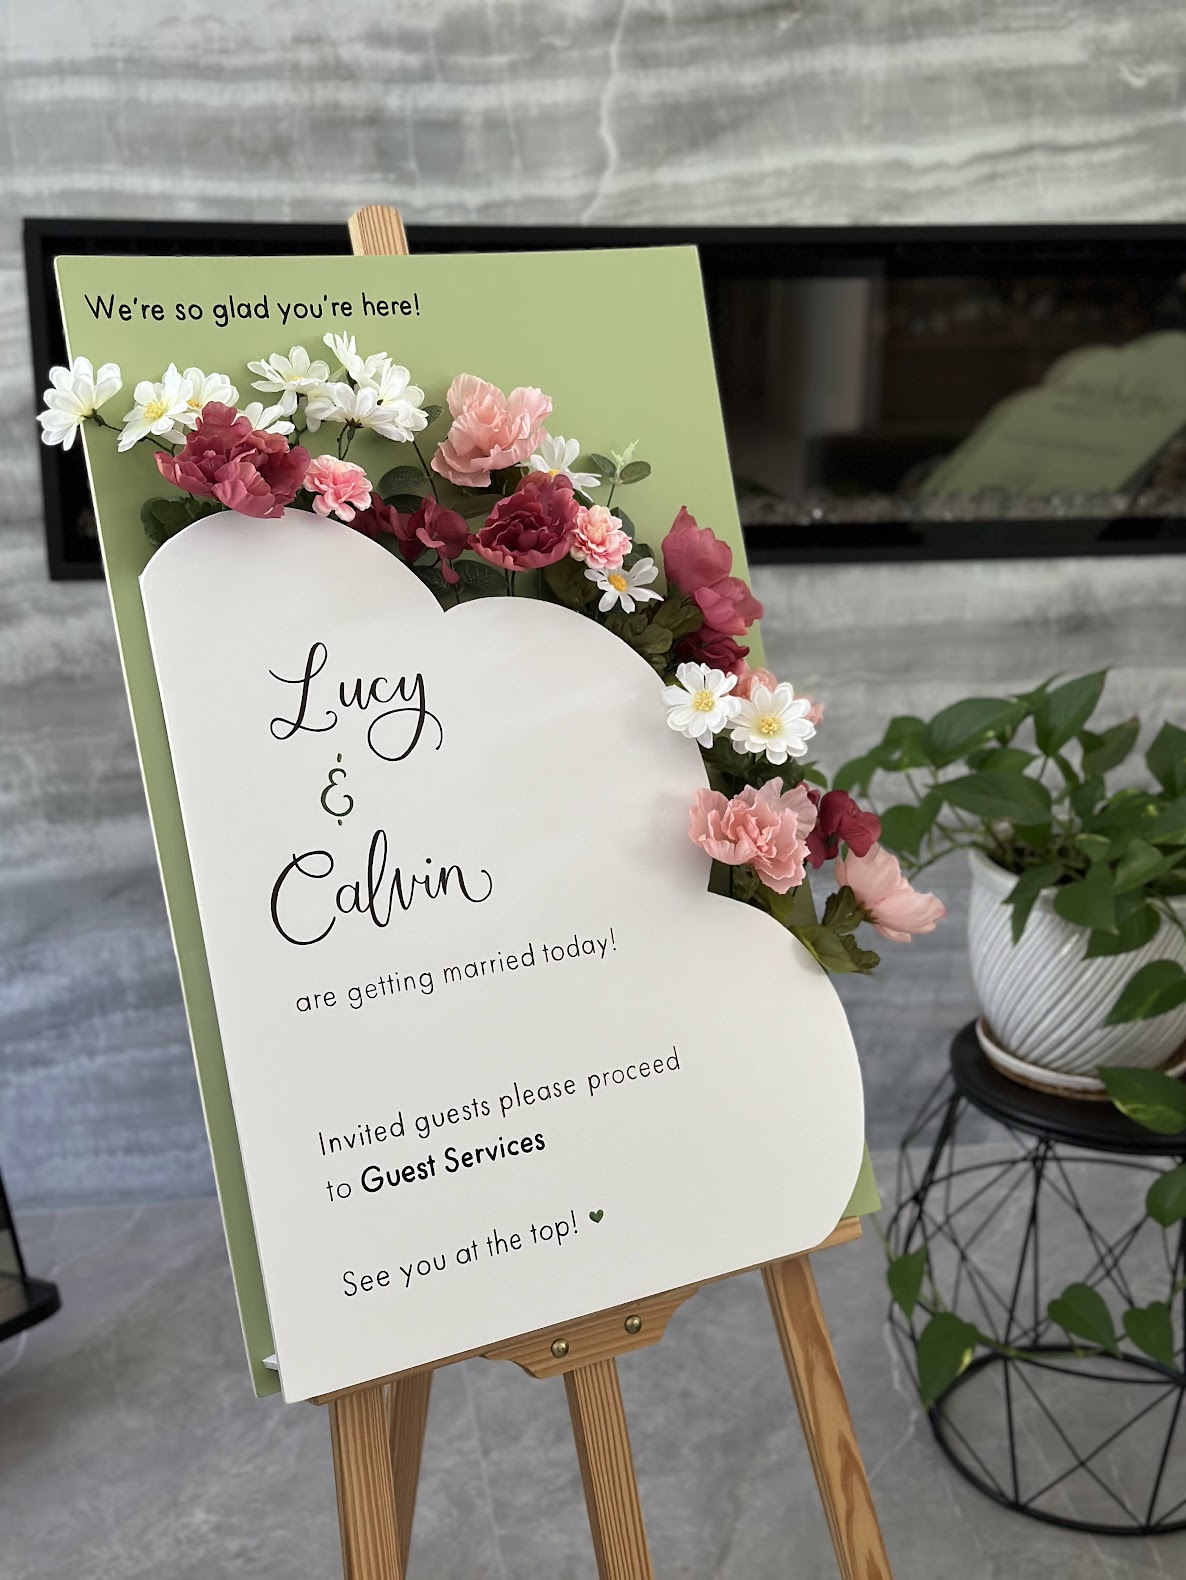 We're so glad you're here!
Lucy
&
Calvin
are getting married today!
Invited guests please proceed
to Guest Services
See you at the top! ♥